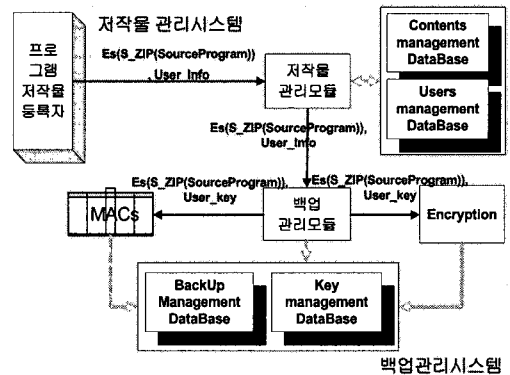 저작물 관리시스템
프로
그램
저작물
등록자
Es(S_ZIP(SourceProgram))
, User_Info
저작물
관리모듈
Contents
management
DataBase
Users
management
DataBase
Es(S_ZIP(SourceProgram)),
User_Info
Es(S_ZIP(SourceProgram)),
User_key
Es(S_ZIP(SourceProgram)),
User_key
MACs
백업
관리모듈
Encryption
BackUp
Management
DataBase
Key
management
DataBase
백업관리시스템